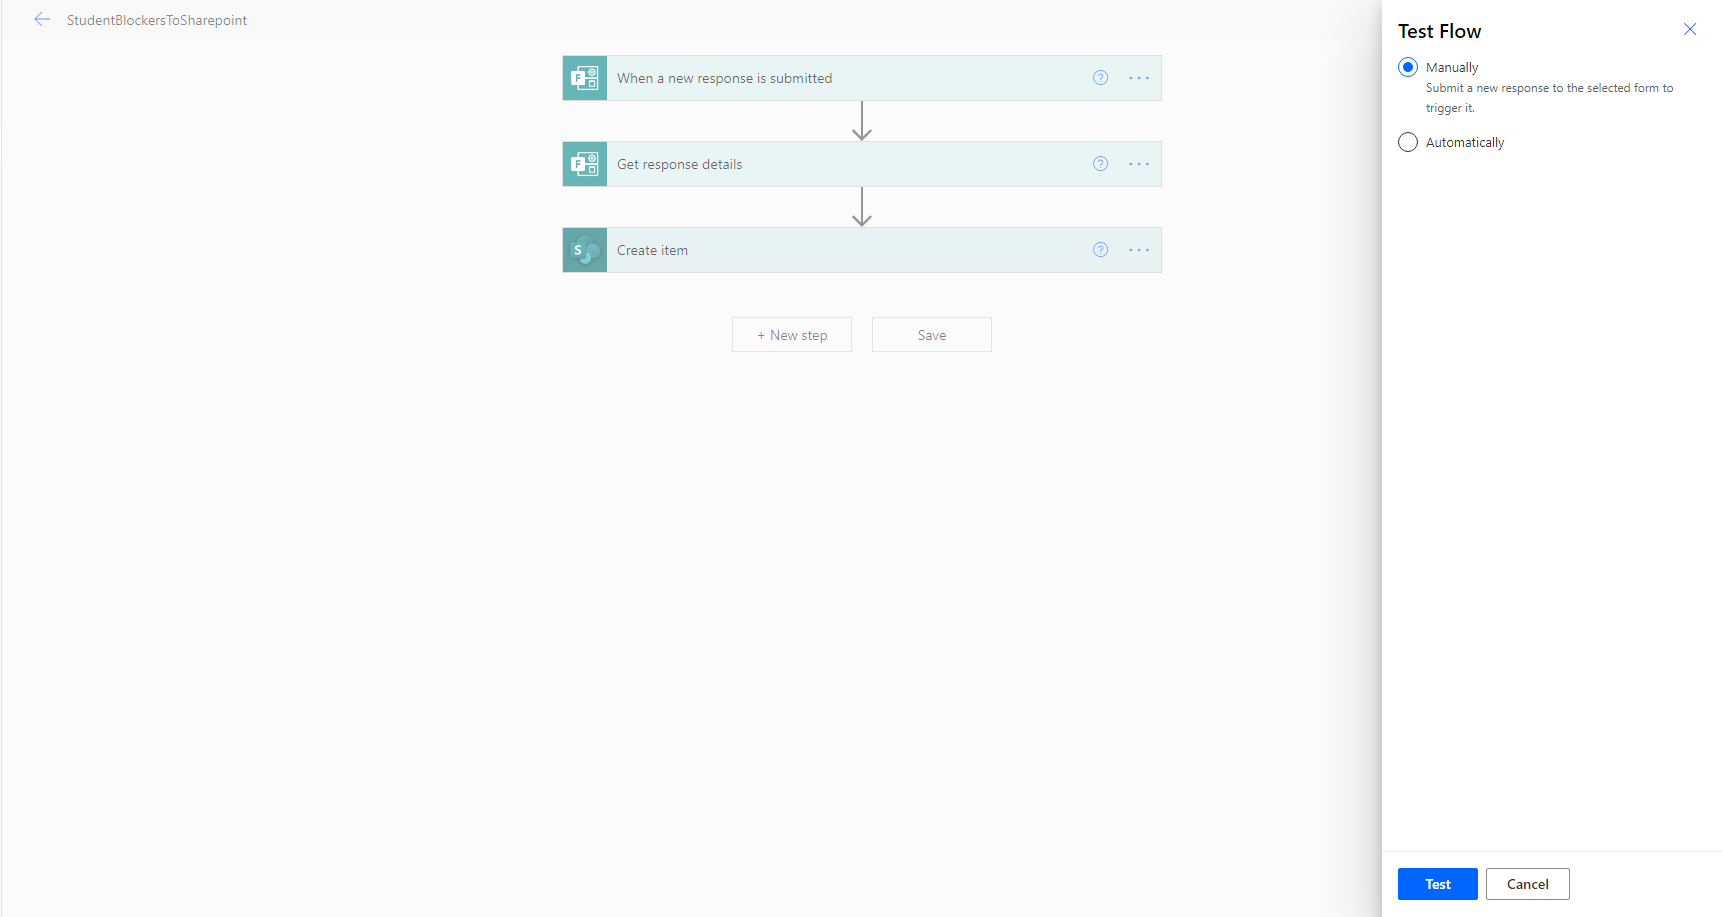 StudentBlockersToSharepoint
F
When a new response is submitted
?
F
Get response details
?
S
Create item
?
+ New step
Save
Test Flow
Manually
Submit a new response to the selected form to
trigger it.
Automatically
Test
Cancel